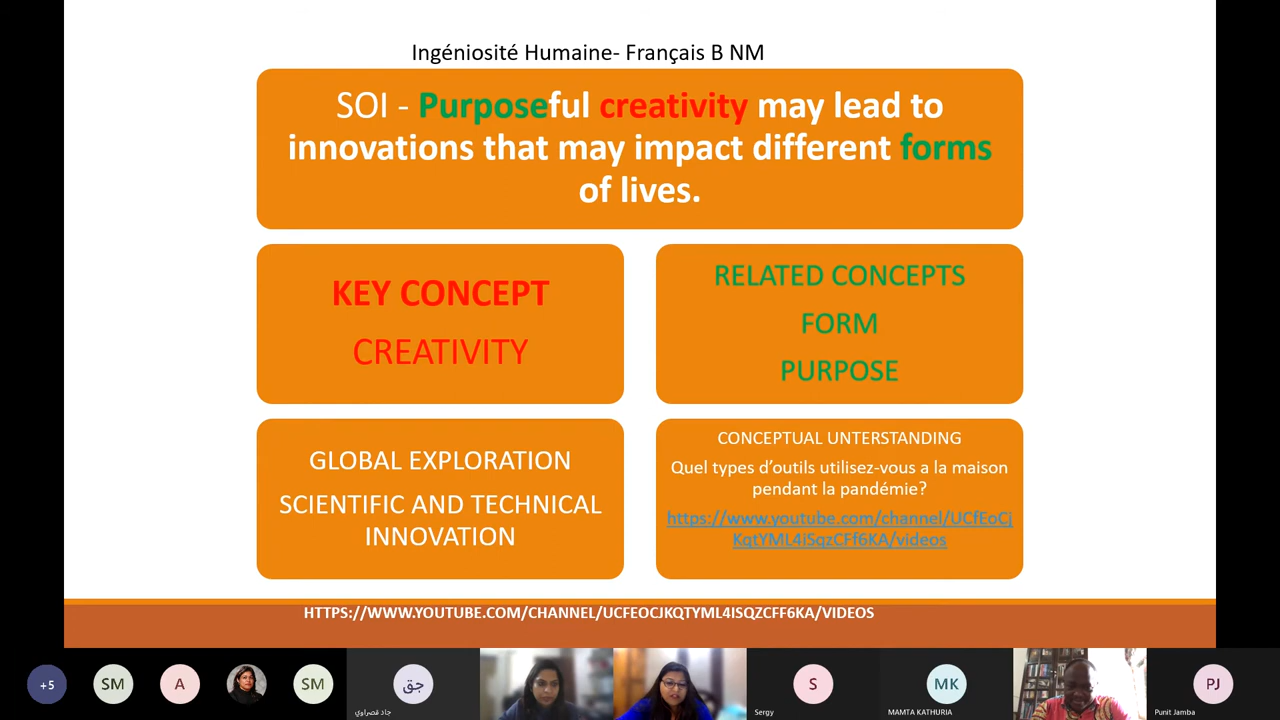 Ingéniosité Humaine- Français B NM
SOI - Purposeful creativity may lead to
innovations that may impact different forms
of lives.
KEY CONCEPT
CREATIVITY
RELATED CONCEPTS
FORM
PURPOSE
GLOBAL EXPLORATION
SCIENTIFIC AND TECHNICAL
INNOVATION
CONCEPTUAL UNTERSTANDING
Quel types d'outils utilisez-vous a la maison
pendant la pandémie?
https://www.youtube.com/channel/UCfEoCj
KqtYML4iSqzCFf6KA/videos
HTTPS://WWW.YOUTUBE.COM/CHANNEL/UCFEOCJKQTYML4ISQZCFF6KA/VIDEOS
+5
SM
A
SM
جق
جاد قصراوي
S
Sergy
MK
MAMTA KATHURIA
PJ
Punit Jamba